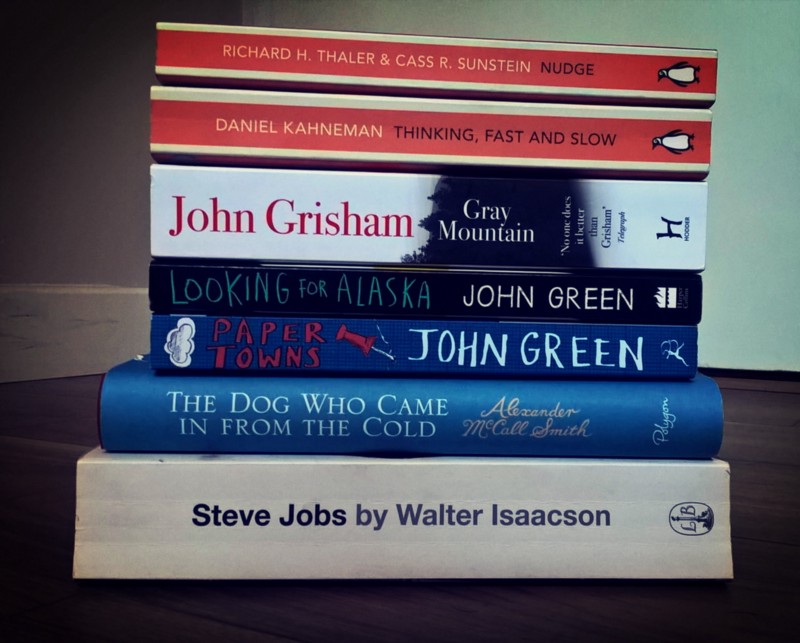 RICHARD H. THALER & CASS R. SUNSTEIN NUDGE
DANIEL KAHNEMAN THINKING, FAST AND SLOW
John Grisham
Gray
Mountain
'No one does
it better
than
Grisham'
Telegraph
H
HODDER
LOOKING FOR ALASKA JOHN GREEN
PAPER
TOWNS
JOHN GREEN
THE DOG WHO CAME
IN FROM THE COLD
Alexander
McCall Smith
Polygon
Steve Jobs by Walter Isaacson
LB